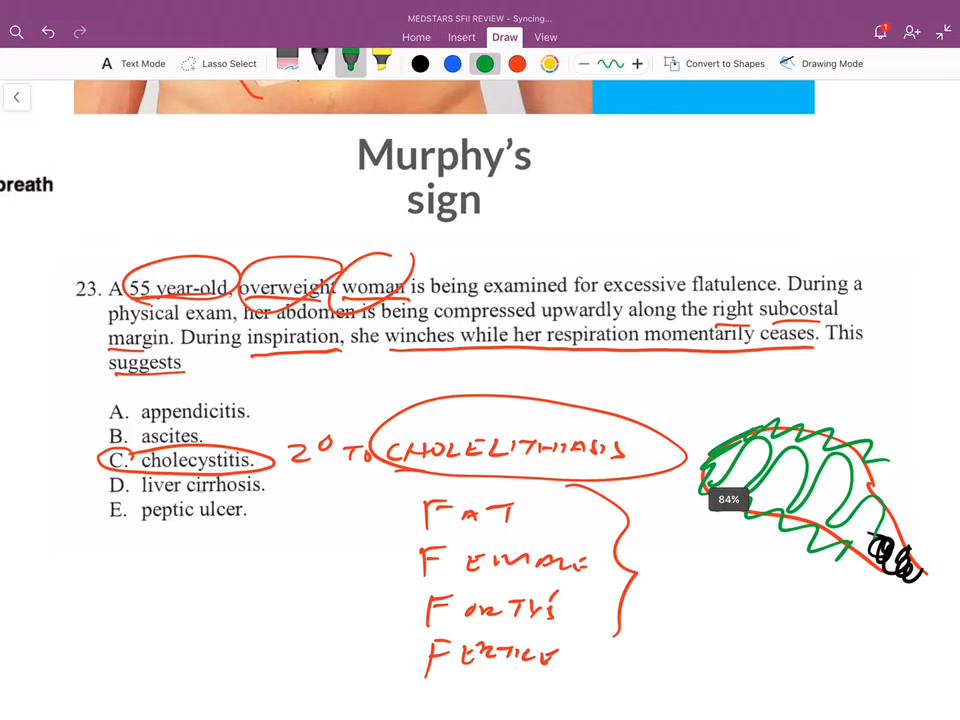 MEDSTARS SFII REVIEW - Syncing...
Home Insert Draw View
1
A Text Mode Lasso Select Convert to Shapes Drawing Mode
Murphy's
sign
breath
23. A 55 year-old, overweight woman is being examined for excessive flatulence. During a
physical exam, her abdomen is being compressed upwardly along the right subcostal
margin. During inspiration, she winches while her respiration momentarily ceases. This
suggests
A. appendicitis.
B. ascites.
C. cholecystitis.
2° TO CHOLELITHIASIS
D. liver cirrhosis.
E. peptic ulcer.
84%
FAT
FEMALE
FORTY'S
FERTILE